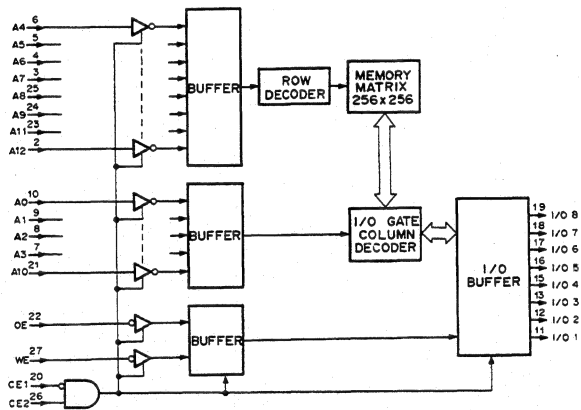 A4 6
A5 5
A6 4
A7 3
A8 25
A9 24
A11 23
A12 2
BUFFER
ROW
DECODER
MEMORY
MATRIX
256x256
A0 10
A1 9
A2 8
A3 7
A10 21
BUFFER
I/O GATE
COLUMN
DECODER
I/O
BUFFER
19 I/O 8
18 I/O 7
17 I/O 6
16 I/O 5
15 I/O 4
13 I/O 3
12 I/O 2
11 I/O 1
OE 22
WE 27
BUFFER
CE1 20
CE2 26